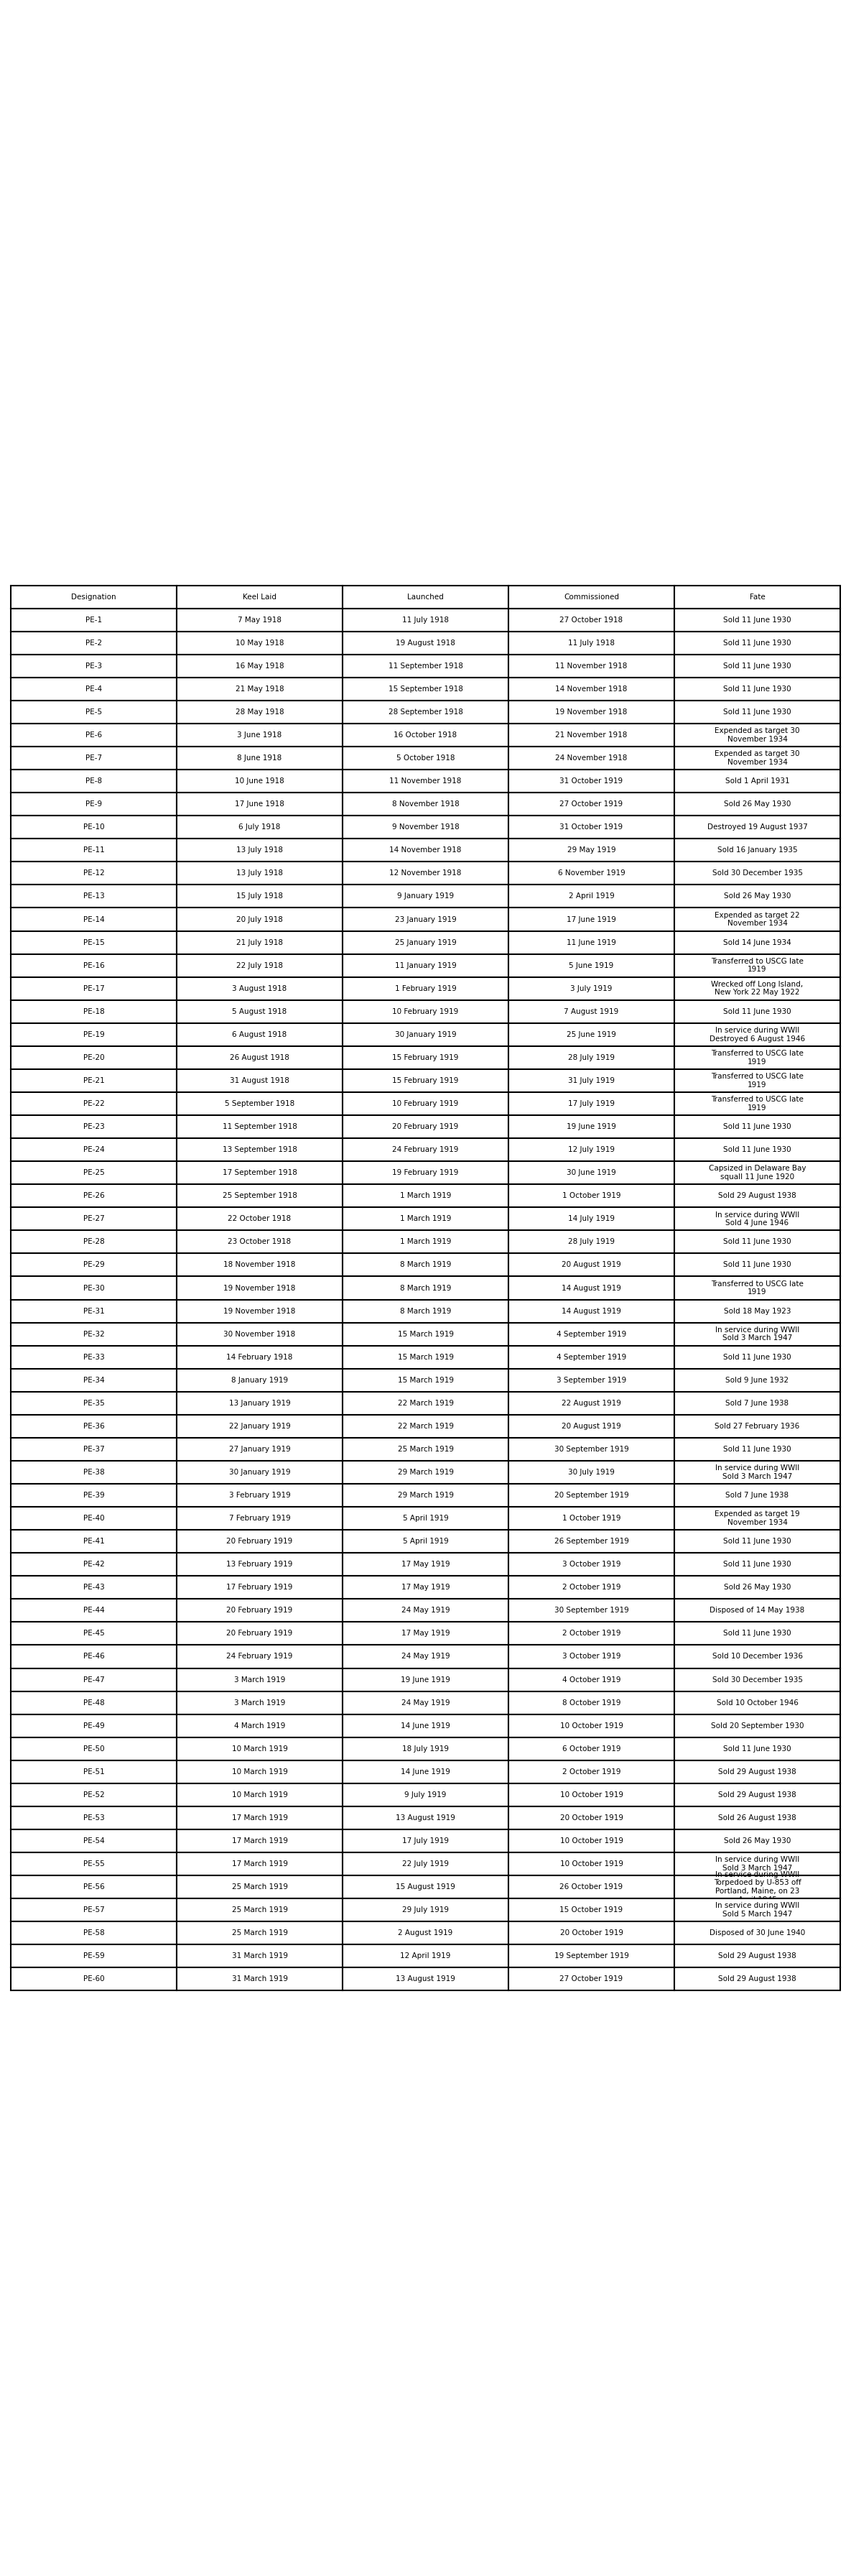 Designation Keel Laid Launched Commissioned Fate
PE-1 7 May 1918 11 July 1918 27 October 1918 Sold 11 June 1930
PE-2 10 May 1918 19 August 1918 11 July 1918 Sold 11 June 1930
PE-3 16 May 1918 11 September 1918 11 November 1918 Sold 11 June 1930
PE-4 21 May 1918 15 September 1918 14 November 1918 Sold 11 June 1930
PE-5 28 May 1918 28 September 1918 19 November 1918 Sold 11 June 1930
PE-6 3 June 1918 16 October 1918 21 November 1918 Expended as target 30
November 1934
PE-7 8 June 1918 5 October 1918 24 November 1918 Expended as target 30
November 1934
PE-8 10 June 1918 11 November 1918 31 October 1919 Sold 1 April 1931
PE-9 17 June 1918 8 November 1918 27 October 1919 Sold 26 May 1930
PE-10 6 July 1918 9 November 1918 31 October 1919 Destroyed 19 August 1937
PE-11 13 July 1918 14 November 1918 29 May 1919 Sold 16 January 1935
PE-12 13 July 1918 12 November 1918 6 November 1919 Sold 30 December 1935
PE-13 15 July 1918 9 January 1919 2 April 1919 Sold 26 May 1930
PE-14 20 July 1918 23 January 1919 17 June 1919 Expended as target 22
November 1934
PE-15 21 July 1918 25 January 1919 11 June 1919 Sold 14 June 1934
PE-16 22 July 1918 11 January 1919 5 June 1919 Transferred to USCG late
1919
PE-17 3 August 1918 1 February 1919 3 July 1919 Wrecked off Long Island,
New York 22 May 1922
PE-18 5 August 1918 10 February 1919 7 August 1919 Sold 11 June 1930
PE-19 6 August 1918 30 January 1919 25 June 1919 In service during WWII
Destroyed 6 August 1946
PE-20 26 August 1918 15 February 1919 28 July 1919 Transferred to USCG late
1919
PE-21 31 August 1918 15 February 1919 31 July 1919 Transferred to USCG late
1919
PE-22 5 September 1918 10 February 1919 17 July 1919 Transferred to USCG late
1919
PE-23 11 September 1918 20 February 1919 19 June 1919 Sold 11 June 1930
PE-24 13 September 1918 24 February 1919 12 July 1919 Sold 11 June 1930
PE-25 17 September 1918 19 February 1919 30 June 1919 Capsized in Delaware Bay
squall 11 June 1920
PE-26 25 September 1918 1 March 1919 1 October 1919 Sold 29 August 1938
PE-27 22 October 1918 1 March 1919 14 July 1919 In service during WWII
Sold 4 June 1946
PE-28 23 October 1918 1 March 1919 28 July 1919 Sold 11 June 1930
PE-29 18 November 1918 8 March 1919 20 August 1919 Sold 11 June 1930
PE-30 19 November 1918 8 March 1919 14 August 1919 Transferred to USCG late
1919
PE-31 19 November 1918 8 March 1919 14 August 1919 Sold 18 May 1923
PE-32 30 November 1918 15 March 1919 4 September 1919 In service during WWII
Sold 3 March 1947
PE-33 14 February 1918 15 March 1919 4 September 1919 Sold 11 June 1930
PE-34 8 January 1919 15 March 1919 3 September 1919 Sold 9 June 1932
PE-35 13 January 1919 22 March 1919 22 August 1919 Sold 7 June 1938
PE-36 22 January 1919 22 March 1919 20 August 1919 Sold 27 February 1936
PE-37 27 January 1919 25 March 1919 30 September 1919 Sold 11 June 1930
PE-38 30 January 1919 29 March 1919 30 July 1919 In service during WWII
Sold 3 March 1947
PE-39 3 February 1919 29 March 1919 20 September 1919 Sold 7 June 1938
PE-40 7 February 1919 5 April 1919 1 October 1919 Expended as target 19
November 1934
PE-41 20 February 1919 5 April 1919 26 September 1919 Sold 11 June 1930
PE-42 13 February 1919 17 May 1919 3 October 1919 Sold 11 June 1930
PE-43 17 February 1919 17 May 1919 2 October 1919 Sold 26 May 1930
PE-44 20 February 1919 24 May 1919 30 September 1919 Disposed of 14 May 1938
PE-45 20 February 1919 17 May 1919 2 October 1919 Sold 11 June 1930
PE-46 24 February 1919 24 May 1919 3 October 1919 Sold 10 December 1936
PE-47 3 March 1919 19 June 1919 4 October 1919 Sold 30 December 1935
PE-48 3 March 1919 24 May 1919 8 October 1919 Sold 10 October 1946
PE-49 4 March 1919 14 June 1919 10 October 1919 Sold 20 September 1930
PE-50 10 March 1919 18 July 1919 6 October 1919 Sold 11 June 1930
PE-51 10 March 1919 14 June 1919 2 October 1919 Sold 29 August 1938
PE-52 10 March 1919 9 July 1919 10 October 1919 Sold 29 August 1938
PE-53 17 March 1919 13 August 1919 20 October 1919 Sold 26 August 1938
PE-54 17 March 1919 17 July 1919 10 October 1919 Sold 26 May 1930
PE-55 17 March 1919 22 July 1919 10 October 1919 In service during WWII
Sold 3 March 1947
PE-56 25 March 1919 15 August 1919 26 October 1919 In service during WWII
Torpedoed by U-853 off
Portland, Maine, on 23
PE-57 25 March 1919 29 July 1919 15 October 1919 In service during WWII
Sold 5 March 1947
PE-58 25 March 1919 2 August 1919 20 October 1919 Disposed of 30 June 1940
PE-59 31 March 1919 12 April 1919 19 September 1919 Sold 29 August 1938
PE-60 31 March 1919 13 August 1919 27 October 1919 Sold 29 August 1938